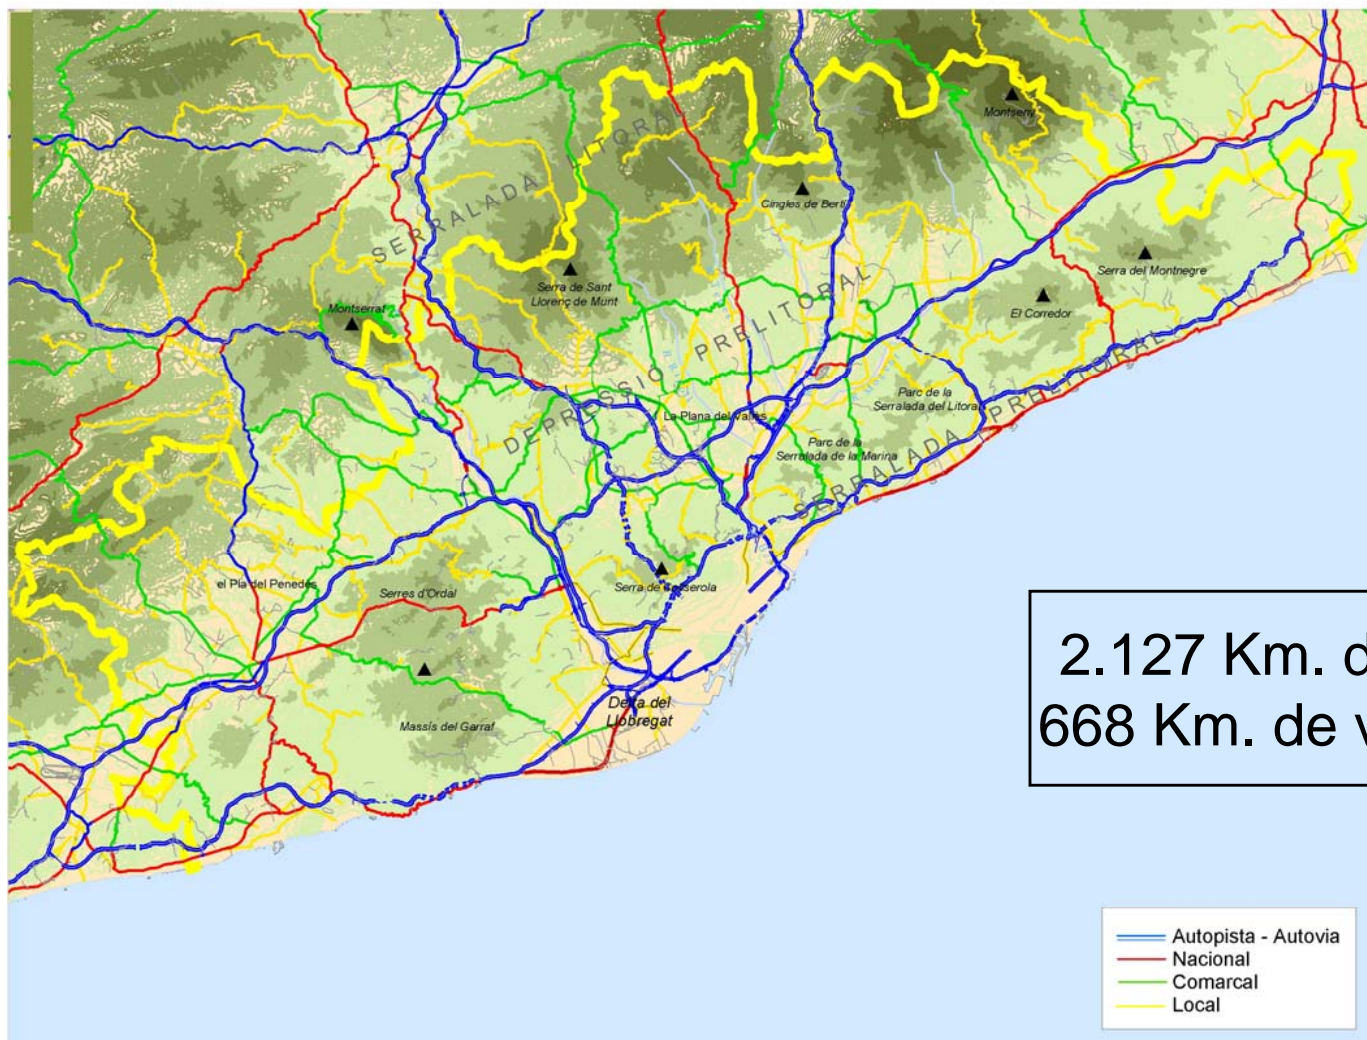 Montseny
SERRALADA LITORAL
Cingles de Bertí
Serra de Sant
Llorenç de Munt
Serra del Montnegre
El Corredor
Montserrat
DEPRESSIO PRELITORAL
Parc de la
Serralada del Litoral
La Plana del Vallès
Parc de la
Serralada de la Marina
SERRALADA PRELITORAL
el Pla del Penedès
Serres d'Ordal
Serra de Collserola
Massís del Garraf
Delta del
Llobregat
2.127 Km. d
668 Km. de v
Autopista - Autovia
Nacional
Comarcal
Local